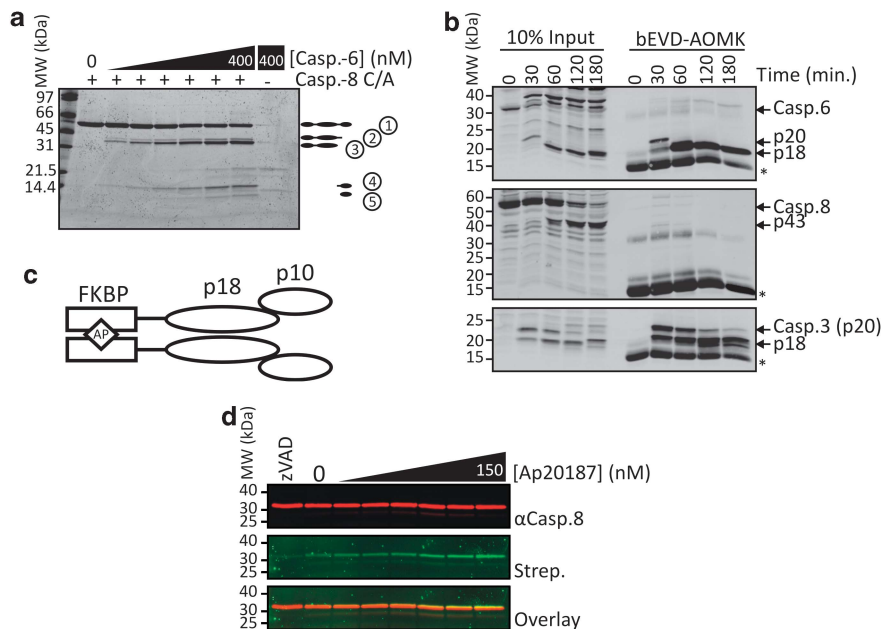 a
MW (kDa)
0
400
400
[Casp.-6] (nM)
+ + + + + + + - Casp.-8 C/A
97
66
45
31
21.5
14.4
1
2
3
4
5
b
10% Input
bEVD-AOMK
MW (kDa)
0 30 60 120 180 0 30 60 120 180 Time (min.)
40
30
25
20
15
Casp.6
p20
p18
*
60
50
40
30
25
20
15
Casp.8
p43
*
25
20
15
Casp.3 (p20)
p18
*
c
FKBP
p18
p10
AP
d
MW (kDa)
zVAD
0
150
[Ap20187] (nM)
40
30
25
αCasp.8
40
30
25
Strep.
40
30
25
Overlay